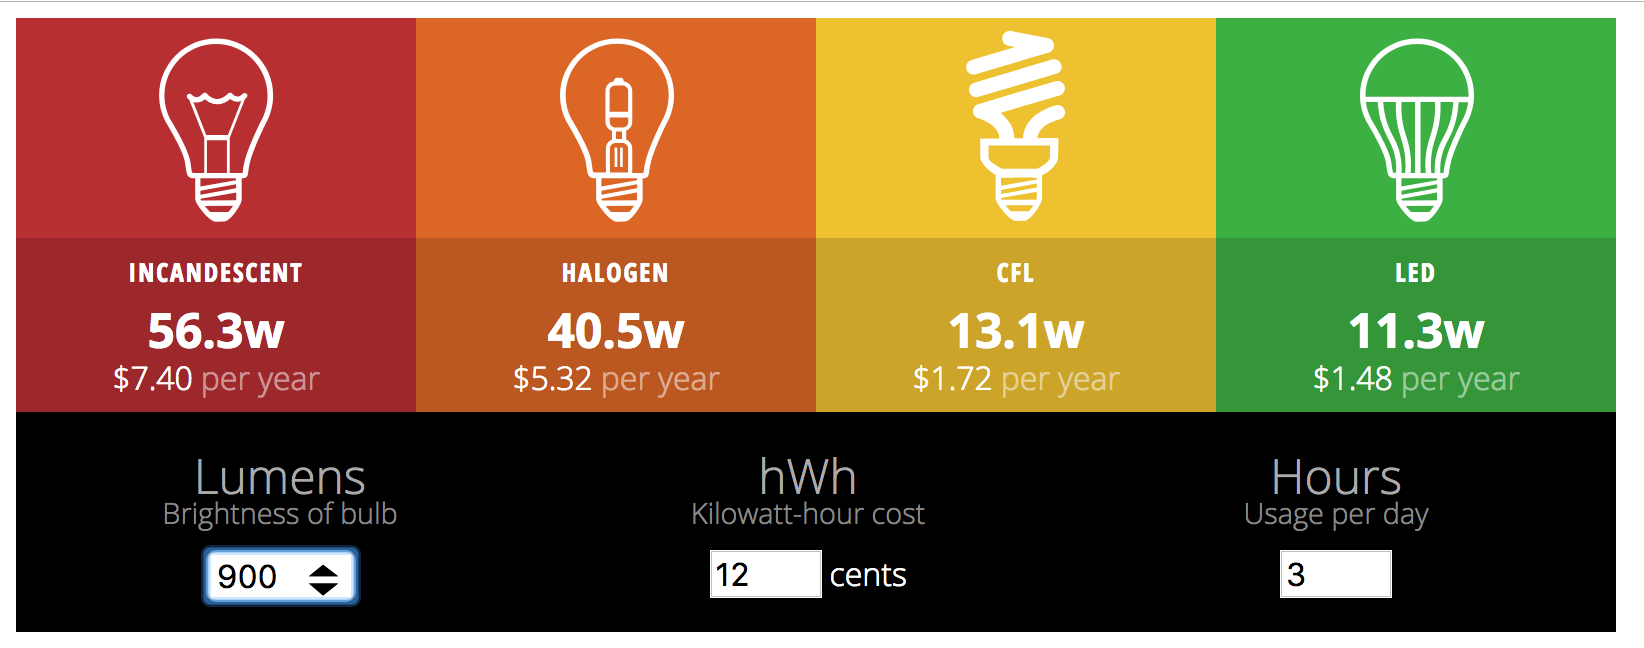 INCANDESCENT
56.3w
$7.40 per year
HALOGEN
40.5w
$5.32 per year
CFL
13.1w
$1.72 per year
LED
11.3w
$1.48 per year
Lumens
Brightness of bulb
900
hWh
Kilowatt-hour cost
12 cents
Hours
Usage per day
3